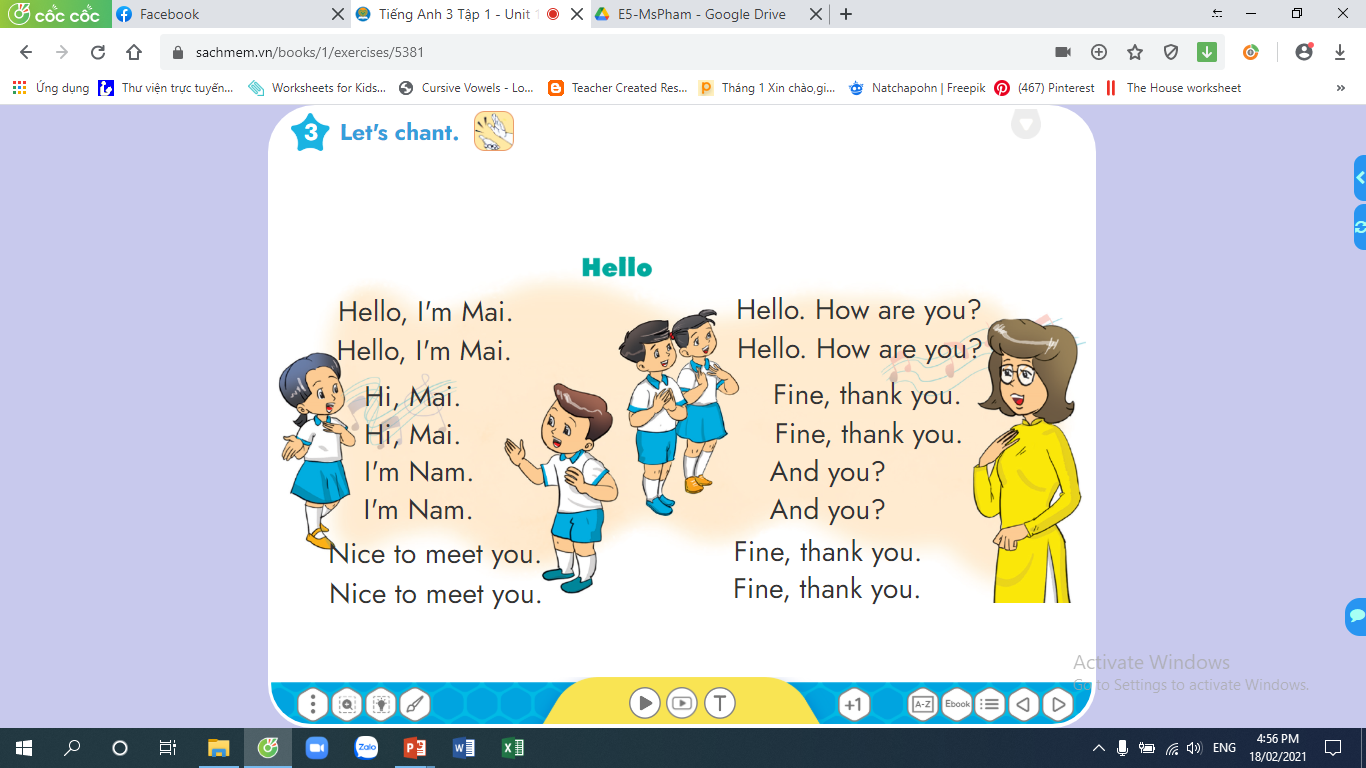 cốc cốc
Facebook
Tiếng Anh 3 Tập 1 - Unit 1
E5-MsPham - Google Drive
sachmem.vn/books/1/exercises/5381
Ứng dụng
Thư viện trực tuyến...
Worksheets for Kids...
Cursive Vowels - Lo...
Teacher Created Res...
Tháng 1 Xin chào,gi...
Natchapohn | Freepik
(467) Pinterest
The House worksheet
3 Let's chant.
Hello
Hello, I'm Mai.
Hello, I'm Mai.
Hi, Mai.
Hi, Mai.
I'm Nam.
I'm Nam.
Nice to meet you.
Nice to meet you.
Hello. How are you?
Hello. How are you?
Fine, thank you.
Fine, thank you.
And you?
And you?
Fine, thank you.
Fine, thank you.
Activate Windows
Go to Settings to activate Windows.
T
+1
A-Z
Ebook
Zalo
ENG
4:56 PM
18/02/2021